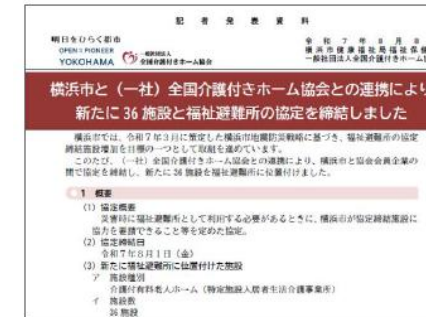 記者発表資料
明日をひらく都市
OPEN × PIONEER
YOKOHAMA
一般社団法人
全国介護付きホーム協会
令和7年8月8
横浜市健康福祉局福祉保
一般社団法人全国介護付きホーム
横浜市と（一社）全国介護付きホーム協会との連携により
新たに36施設と福祉避難所の協定を締結しました
横浜市では、令和7年3月に策定した横浜市地震防災戦略に基づき、福祉避難所の協定
締結施設増加を目標の一つとして取組を進めています。
このたび、（一社）全国介護付きホーム協会との連携により、横浜市と協会会員企業の
間で協定を締結し、新たに36施設を福祉避難所に位置付けました。
1 概要
(1) 協定概要
災害時に福祉避難所として利用する必要があるときに、横浜市が協定締結施設に
協力を要請できること等を定めた協定。
(2) 協定締結日
令和7年8月1日（金）
(3) 新たに福祉避難所に位置付けた施設
ア 施設種別
介護付有料老人ホーム（特定施設入居者生活介護事業所）
イ 施設数
36施設